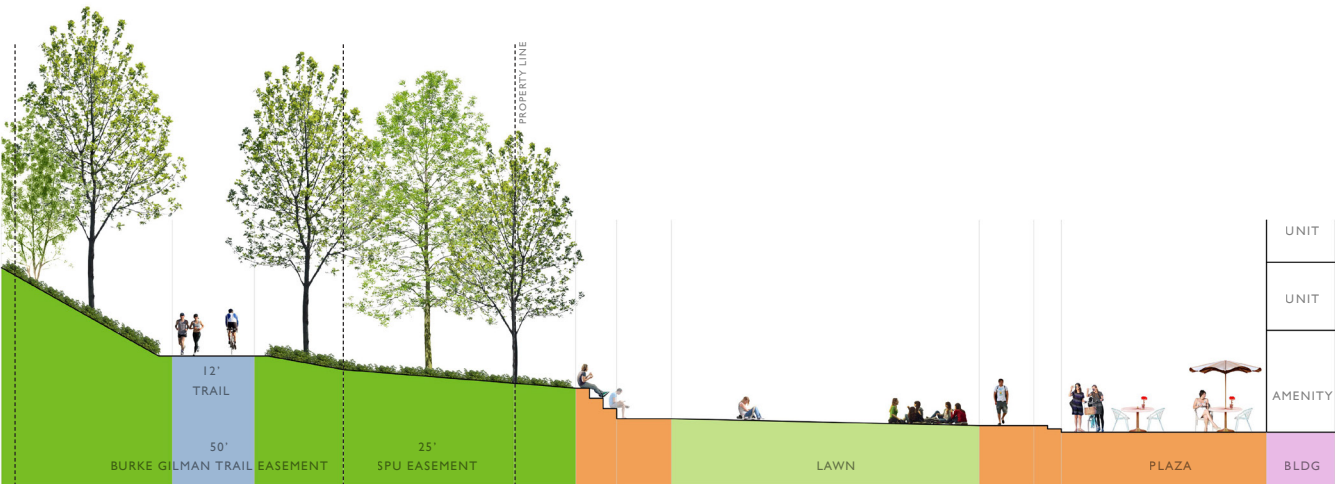 PROPERTY LINE
UNIT
UNIT
AMENITY
12'
TRAIL
50'
BURKE GILMAN TRAIL EASEMENT
25'
SPU EASEMENT
LAWN
PLAZA
BLDG